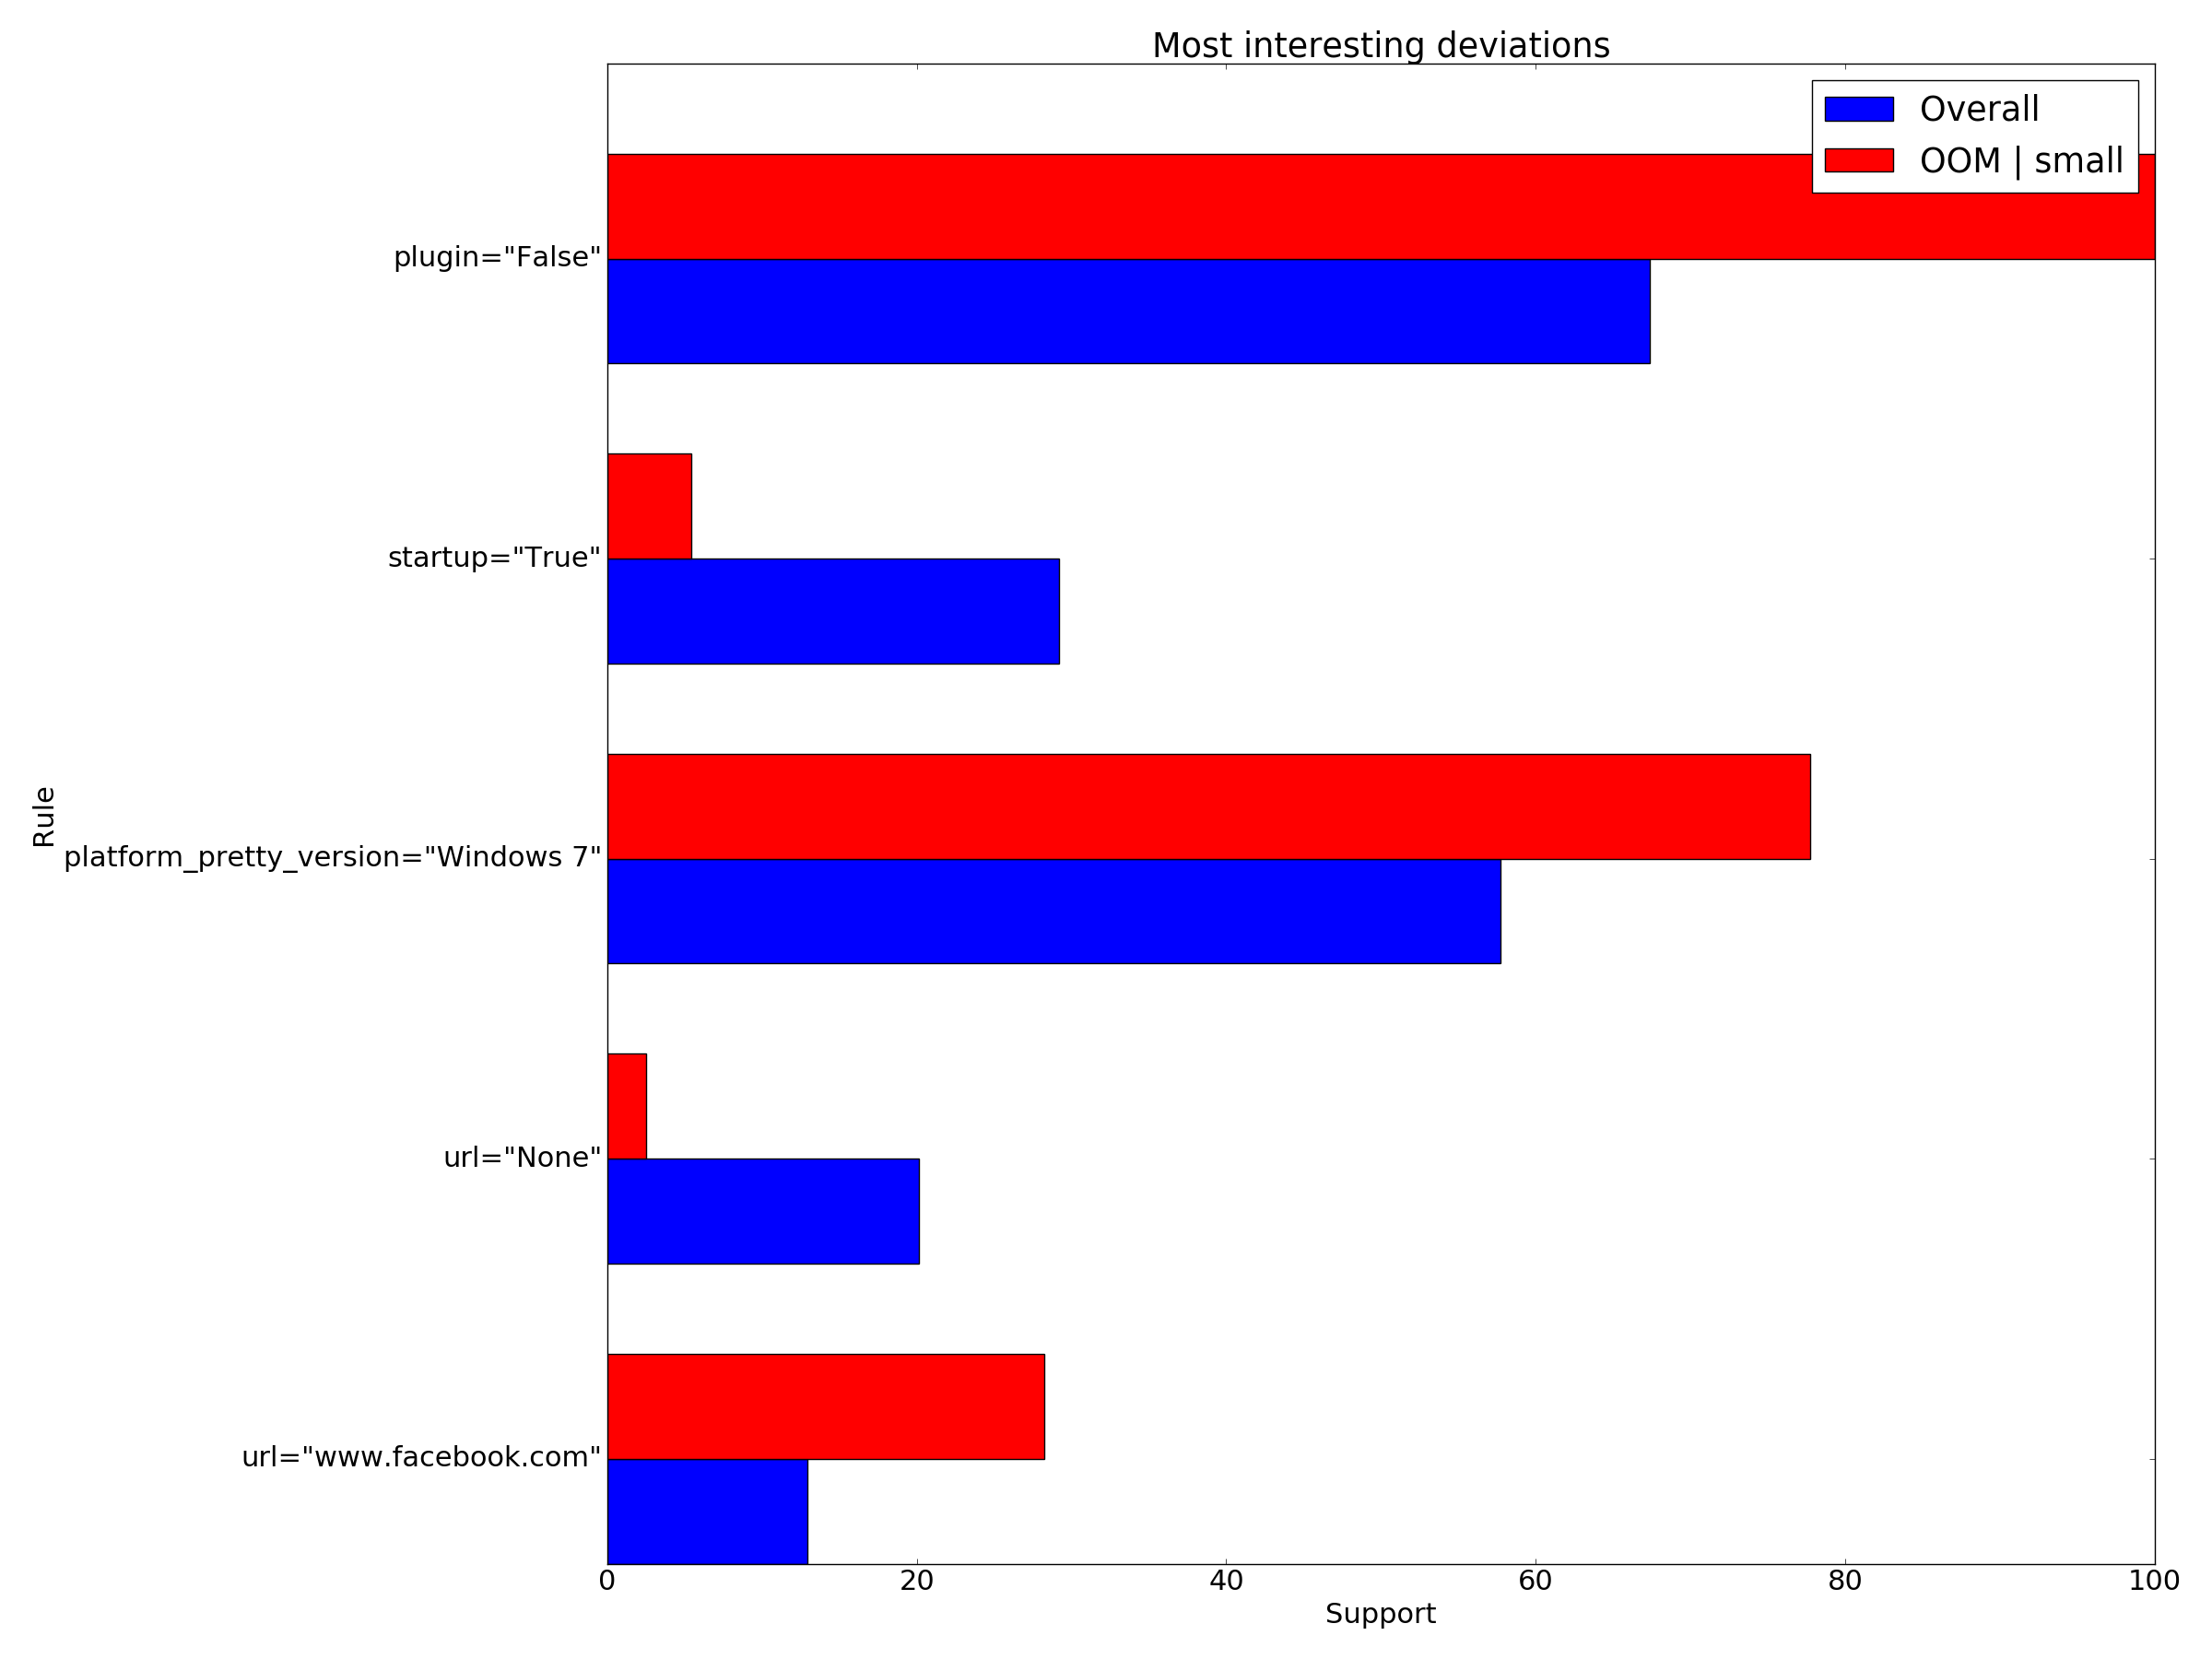 Most interesting deviations
Overall
OOM | small
plugin="False"
startup="True"
platform_pretty_version="Windows 7"
url="None"
url="www.facebook.com"
Rule
0 20 40 60 80 100
Support